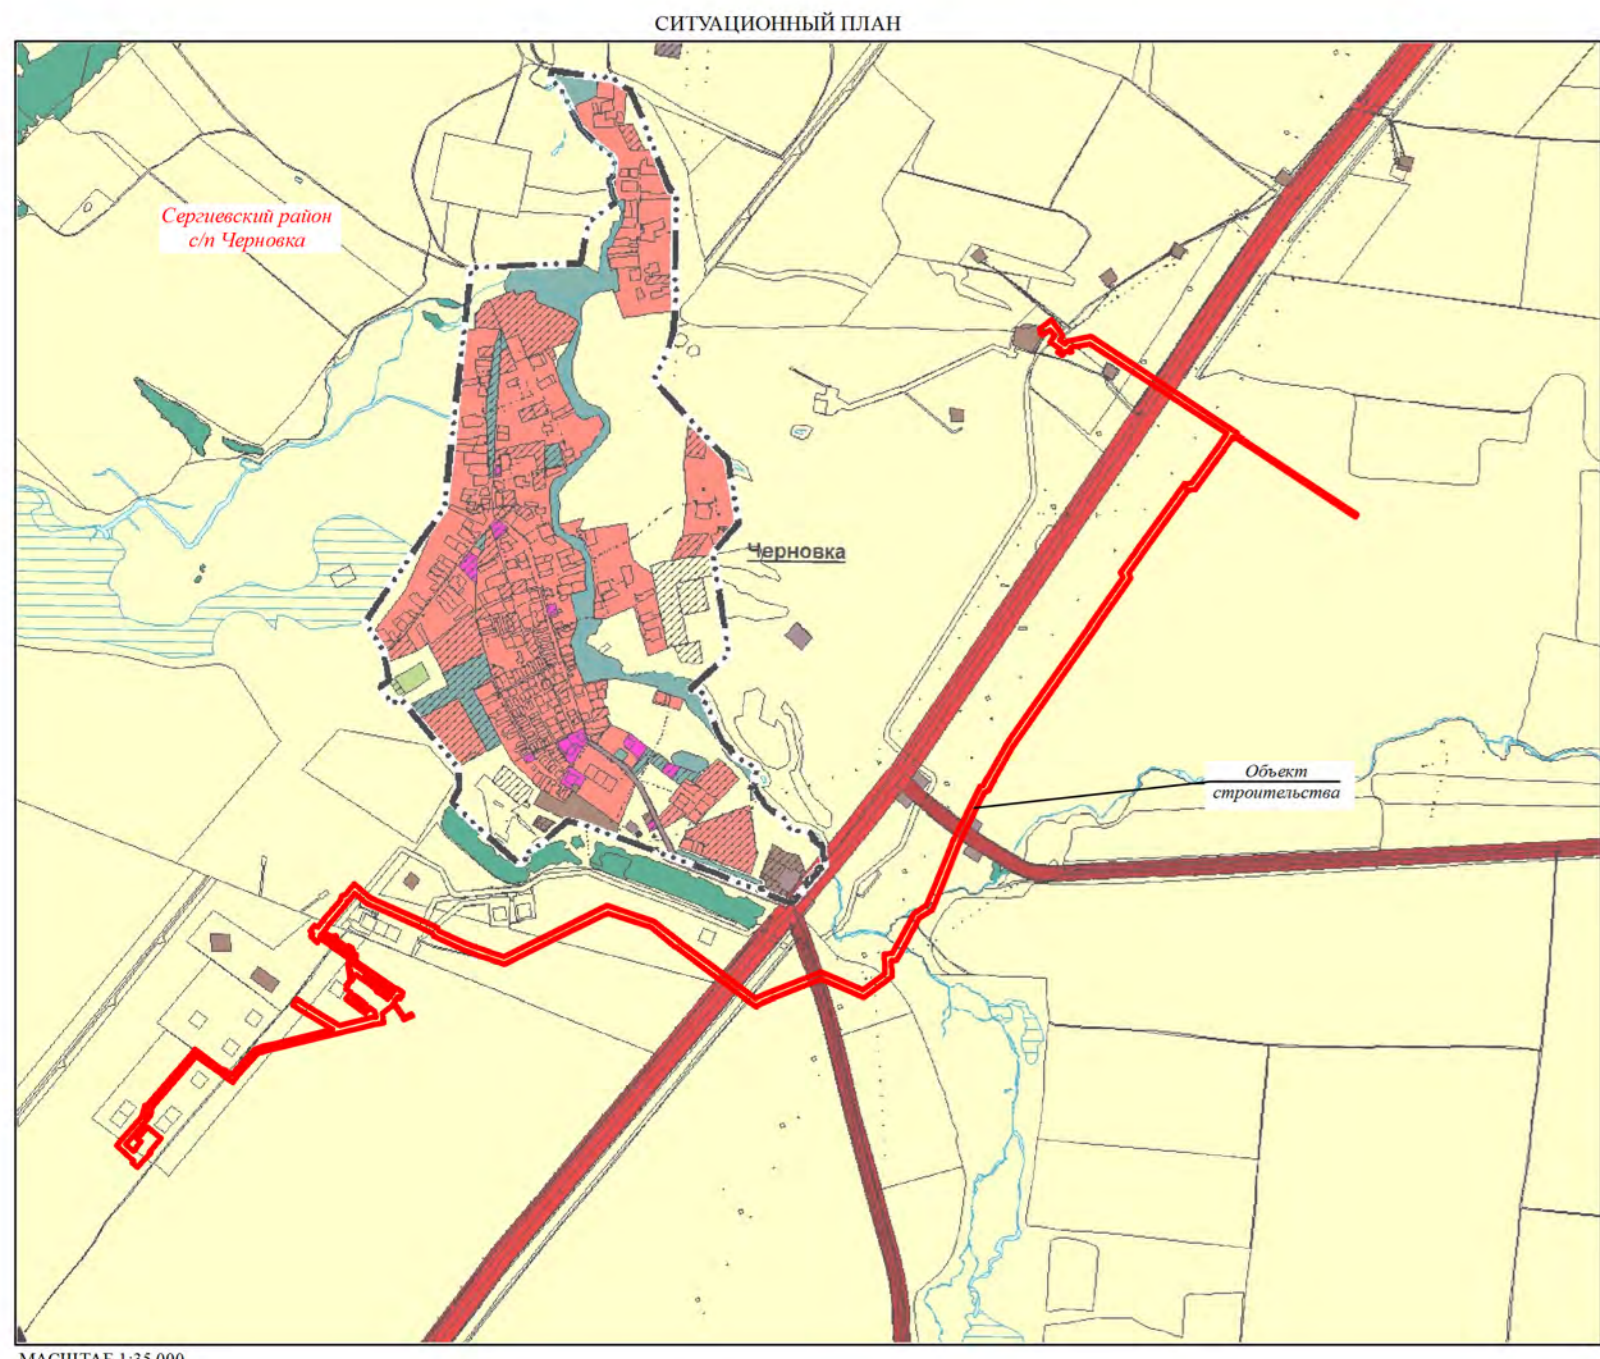 СИТУАЦИОННЫЙ ПЛАН
Сергиевский район
с/п Черновка
Черновка
Объект
строительства
МАСШТАБ 1:35 000